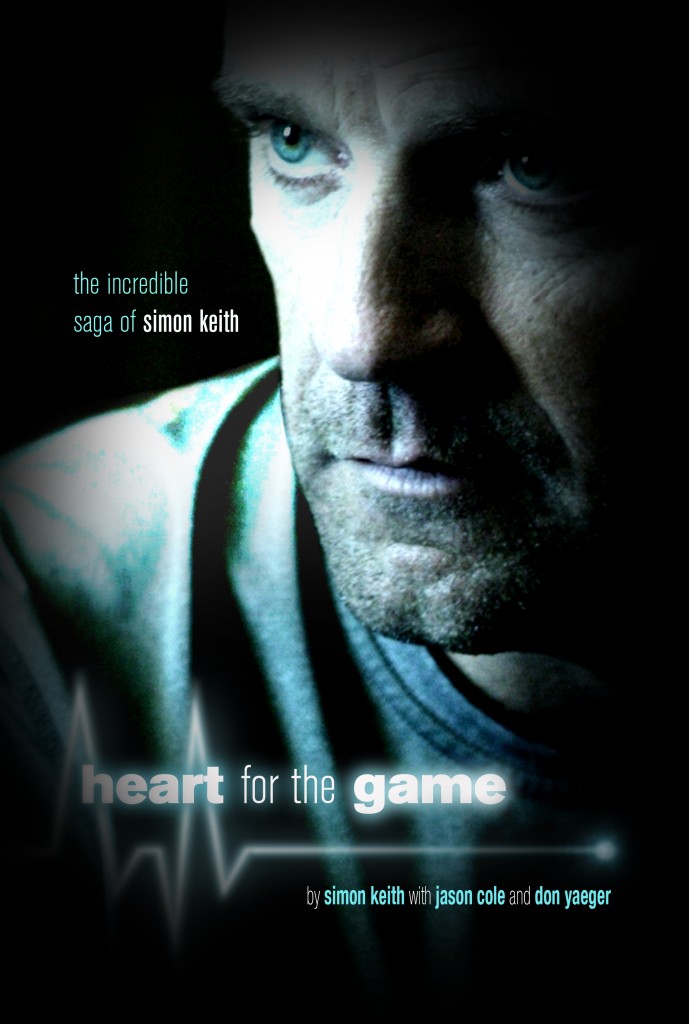 the incredible
saga of simon keith
heart for the game
by simon keith with jason cole and don yaeger